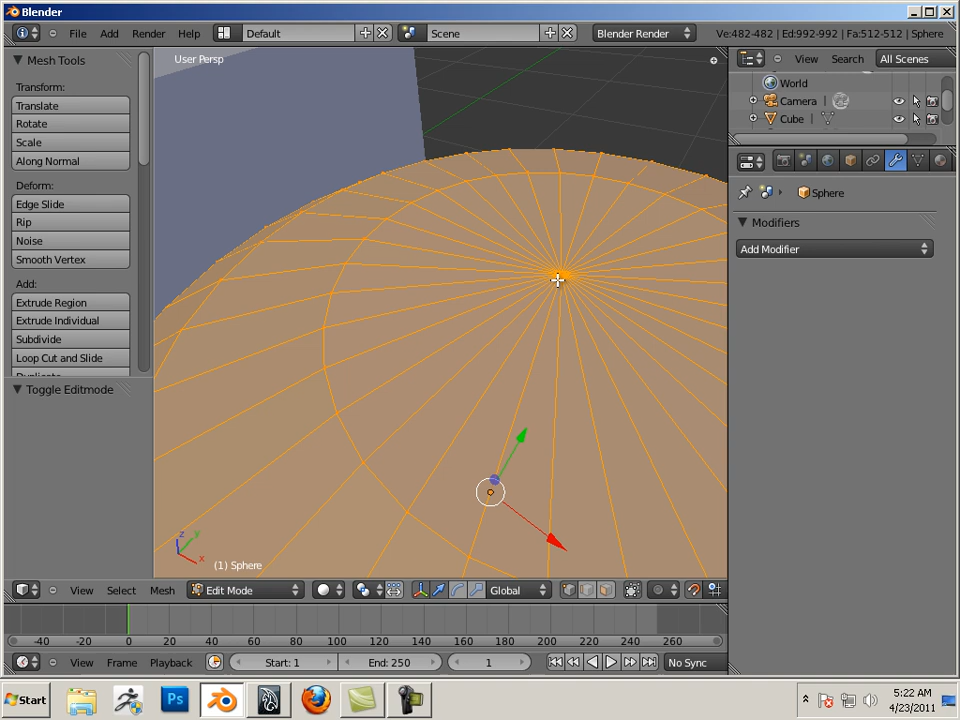 Blender
File Add Render Help Default Scene Blender Render Ve:482-482 | Ed:992-992 | Fa:512-512 | Sphere
Mesh Tools
Transform:
Translate
Rotate
Scale
Along Normal
Deform:
Edge Slide
Rip
Noise
Smooth Vertex
Add:
Extrude Region
Extrude Individual
Subdivide
Loop Cut and Slide
Duplicate
Toggle Editmode
User Persp
z y x
(1) Sphere
View Search All Scenes
World
Camera
Cube
Sphere
Modifiers
Add Modifier
View Select Mesh Edit Mode Global
-40 -20 0 20 40 60 80 100 120 140 160 180 200 220 240 260
View Frame Playback Start: 1 End: 250 1 No Sync
Start Ps 5:22 AM
4/23/2011